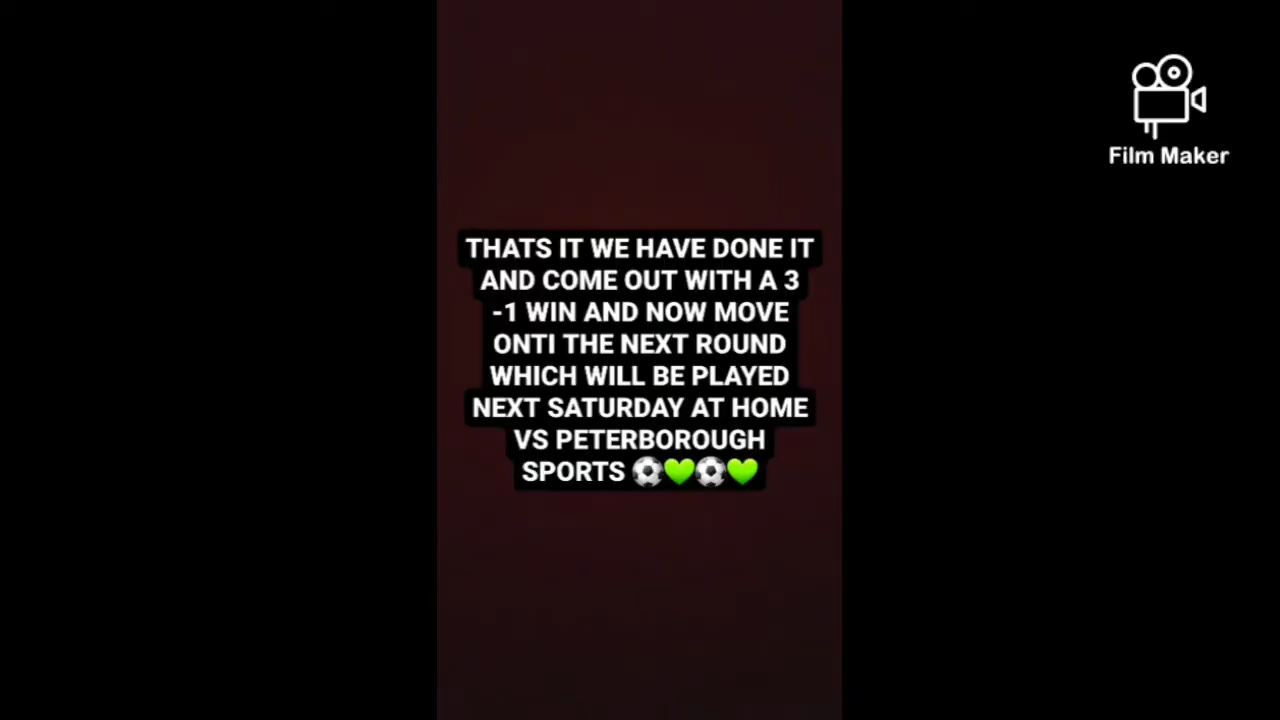 Film Maker
THATS IT WE HAVE DONE IT
AND COME OUT WITH A 3
-1 WIN AND NOW MOVE
ONTI THE NEXT ROUND
WHICH WILL BE PLAYED
NEXT SATURDAY AT HOME
VS PETERBOROUGH
SPORTS ⚽💚⚽💚